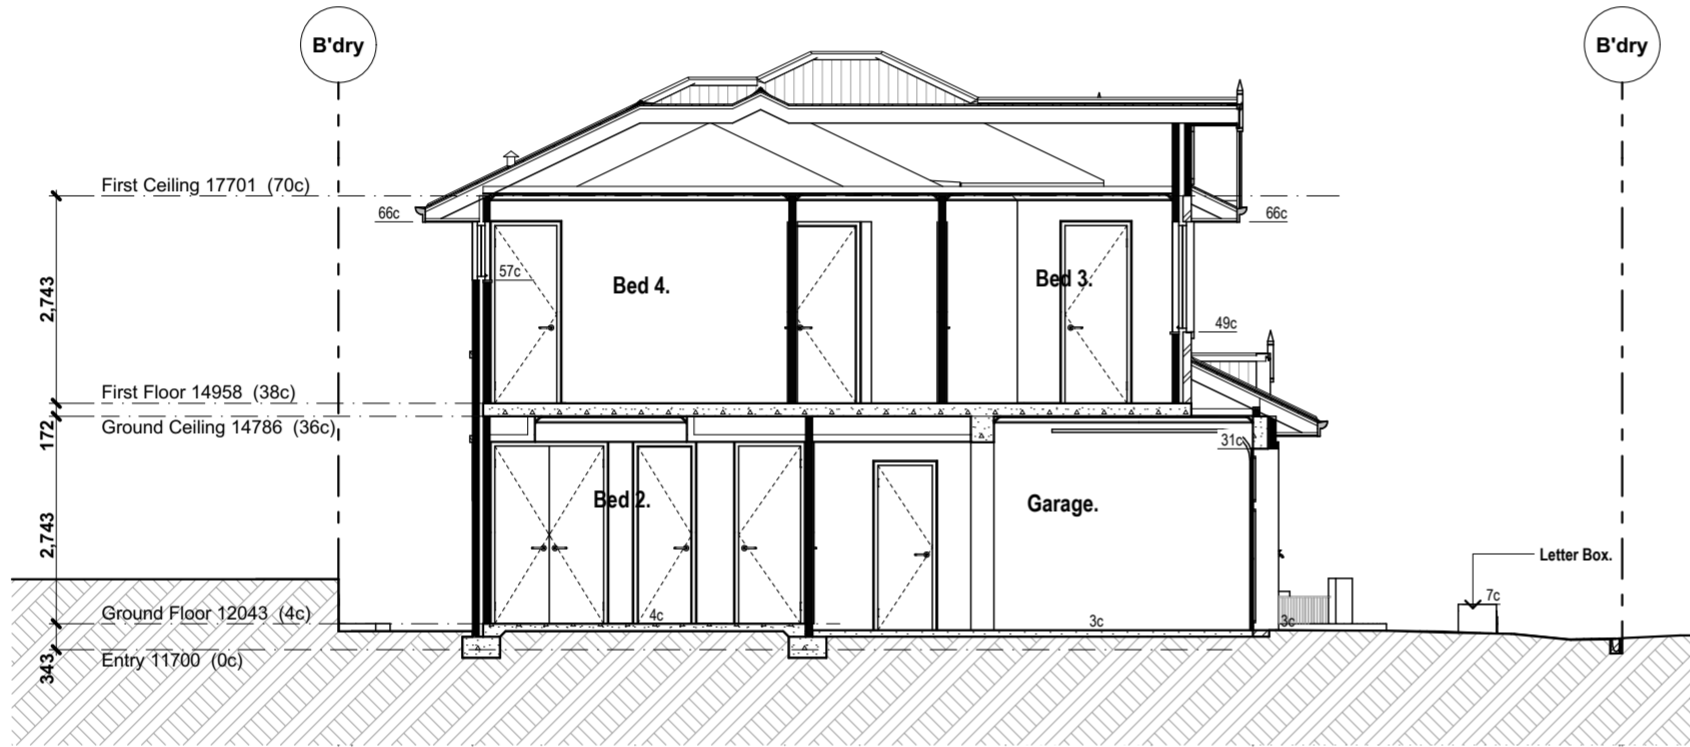 B'dry
B'dry
First Ceiling 17701 (70c)
66c
66c
57c
Bed 4.
Bed 3.
2,743
49c
First Floor 14958 (38c)
172
Ground Ceiling 14786 (36c)
31c
Bed 2.
Garage.
2,743
Letter Box.
7c
Ground Floor 12043 (4c)
4c
3c
3c
343
Entry 11700 (0c)